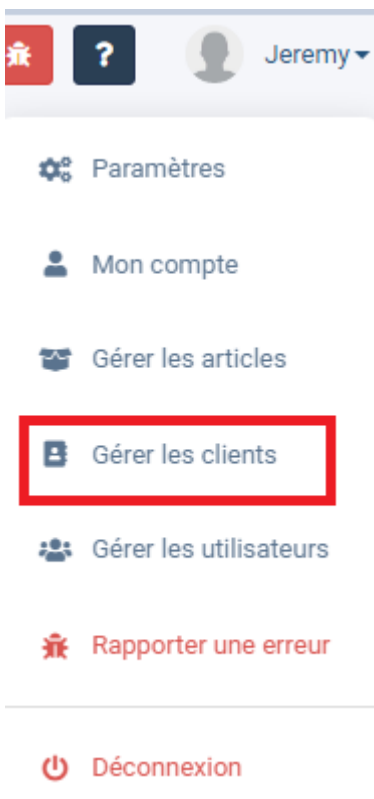 ? Jeremy
Paramètres
Mon compte
Gérer les articles
Gérer les clients
Gérer les utilisateurs
Rapporter une erreur
Déconnexion